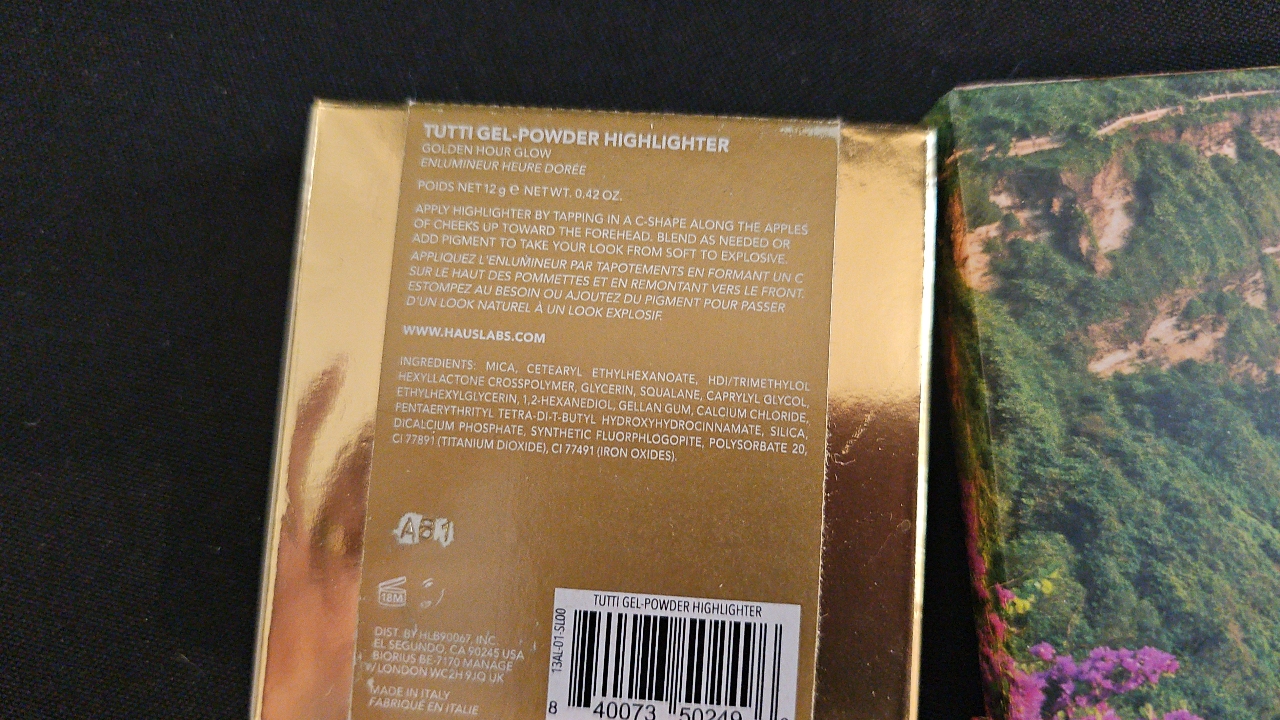 TUTTI GEL-POWDER HIGHLIGHTER
GOLDEN HOUR GLOW
ENLUMINEUR HEURE DORÉE
POIDS NET 12 g ℮ NET WT. 0.42 OZ.
APPLY HIGHLIGHTER BY TAPPING IN A C-SHAPE ALONG THE APPLES
OF CHEEKS UP TOWARD THE FOREHEAD. BLEND AS NEEDED OR
ADD PIGMENT TO TAKE YOUR LOOK FROM SOFT TO EXPLOSIVE.
APPLIQUEZ L'ENLUMINEUR PAR TAPOTEMENTS EN FORMANT UN C
SUR LE HAUT DES POMMETTES ET EN REMONTANT VERS LE FRONT.
ESTOMPEZ AU BESOIN OU AJOUTEZ DU PIGMENT POUR PASSER
D'UN LOOK NATUREL À UN LOOK EXPLOSIF.
WWW.HAUSLABS.COM
INGREDIENTS: MICA, CETEARYL ETHYLHEXANOATE, HDI/TRIMETHYLOL
HEXYLLACTONE CROSSPOLYMER, GLYCERIN, SQUALANE, CAPRYLYL GLYCOL,
ETHYLHEXYLGLYCERIN, 1,2-HEXANEDIOL, GELLAN GUM, CALCIUM CHLORIDE,
PENTAERYTHRITYL TETRA-DI-T-BUTYL HYDROXYHYDROCINNAMATE, SILICA,
DICALCIUM PHOSPHATE, SYNTHETIC FLUORPHLOGOPITE, POLYSORBATE 20,
CI 77891 (TITANIUM DIOXIDE), CI 77491 (IRON OXIDES).
A61
18M
DIST. BY HLB90067, INC.
EL SEGUNDO, CA 90245 USA
BIORIUS BE-7170 MANAGE
LONDON WC2H 9JQ UK
MADE IN ITALY
FABRIQUÉ EN ITALIE
TUTTI GEL-POWDER HIGHLIGHTER
13AL-01-SL00
8 40073 50249